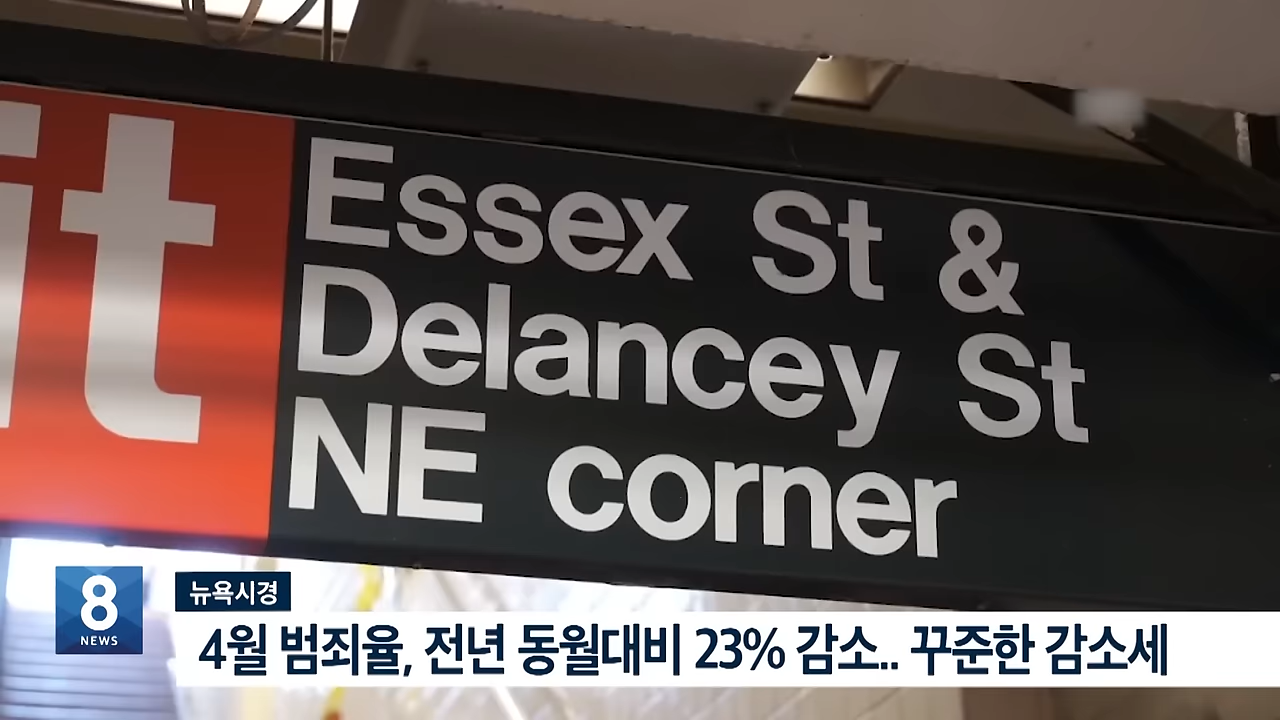 it
Essex St &
Delancey St
NE corner
8
NEWS
뉴욕시경
4월 범죄율, 전년 동월대비 23% 감소.. 꾸준한 감소세